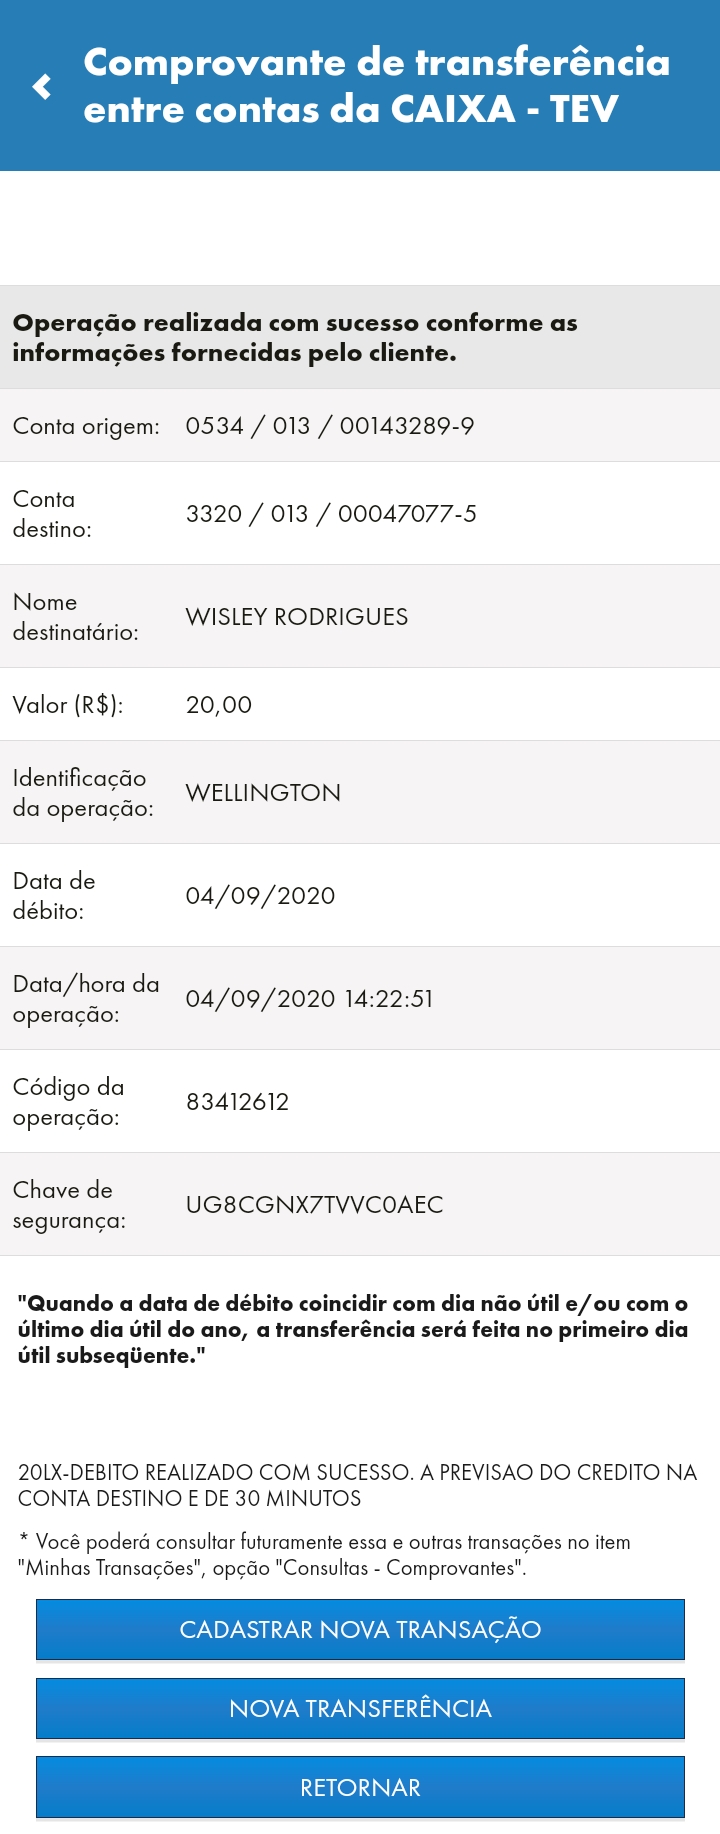 Comprovante de transferência
entre contas da CAIXA - TEV
Operação realizada com sucesso conforme as
informações fornecidas pelo cliente.
Conta origem: 0534 / 013 / 00143289-9
Conta
destino: 3320 / 013 / 00047077-5
Nome
destinatário: WISLEY RODRIGUES
Valor (R$): 20,00
Identificação
da operação: WELLINGTON
Data de
débito: 04/09/2020
Data/hora da
operação: 04/09/2020 14:22:51
Código da
operação: 83412612
Chave de
segurança: UG8CGNX7TVVC0AEC
"Quando a data de débito coincidir com dia não útil e/ou com o
último dia útil do ano, a transferência será feita no primeiro dia
útil subseqüente."
20LX-DEBITO REALIZADO COM SUCESSO. A PREVISAO DO CREDITO NA
CONTA DESTINO E DE 30 MINUTOS
* Você poderá consultar futuramente essa e outras transações no item
"Minhas Transações", opção "Consultas - Comprovantes".
CADASTRAR NOVA TRANSAÇÃO
NOVA TRANSFERÊNCIA
RETORNAR